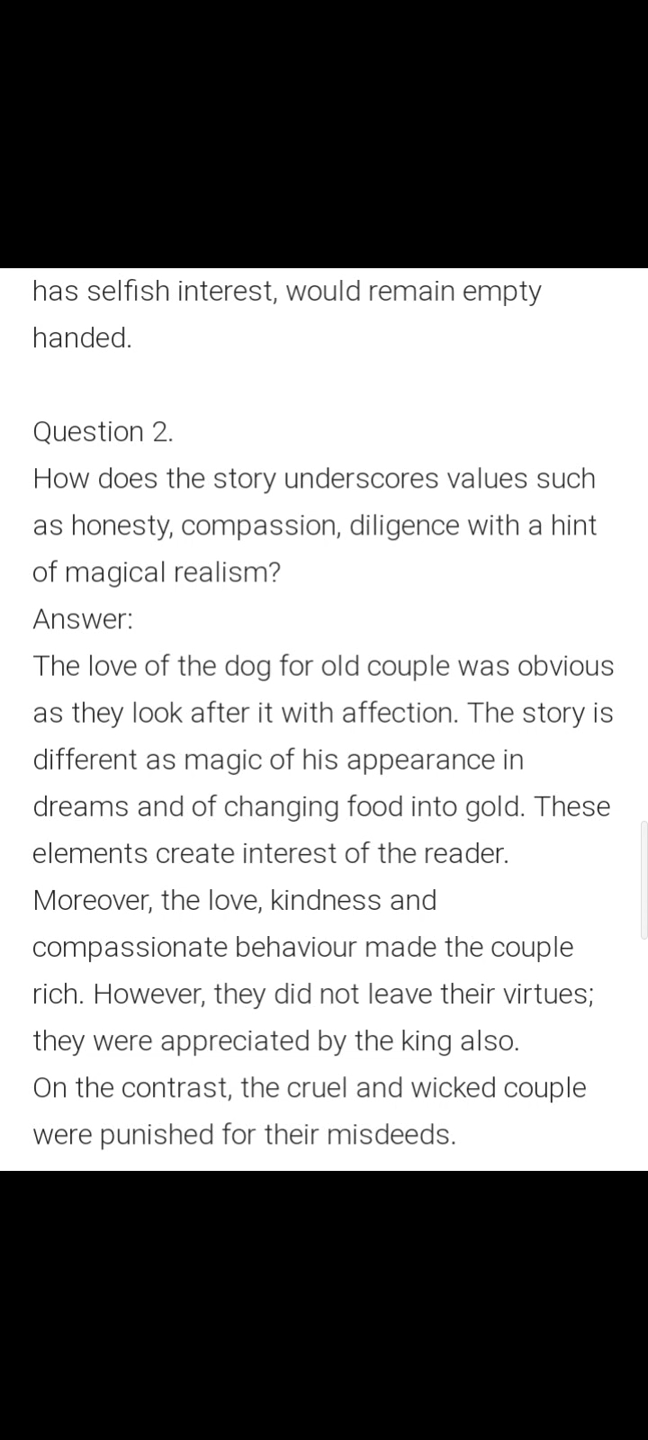 has selfish interest, would remain empty
handed.
Question 2.
How does the story underscores values such
as honesty, compassion, diligence with a hint
of magical realism?
Answer:
The love of the dog for old couple was obvious
as they look after it with affection. The story is
different as magic of his appearance in
dreams and of changing food into gold. These
elements create interest of the reader.
Moreover, the love, kindness and
compassionate behaviour made the couple
rich. However, they did not leave their virtues;
they were appreciated by the king also.
On the contrast, the cruel and wicked couple
were punished for their misdeeds.